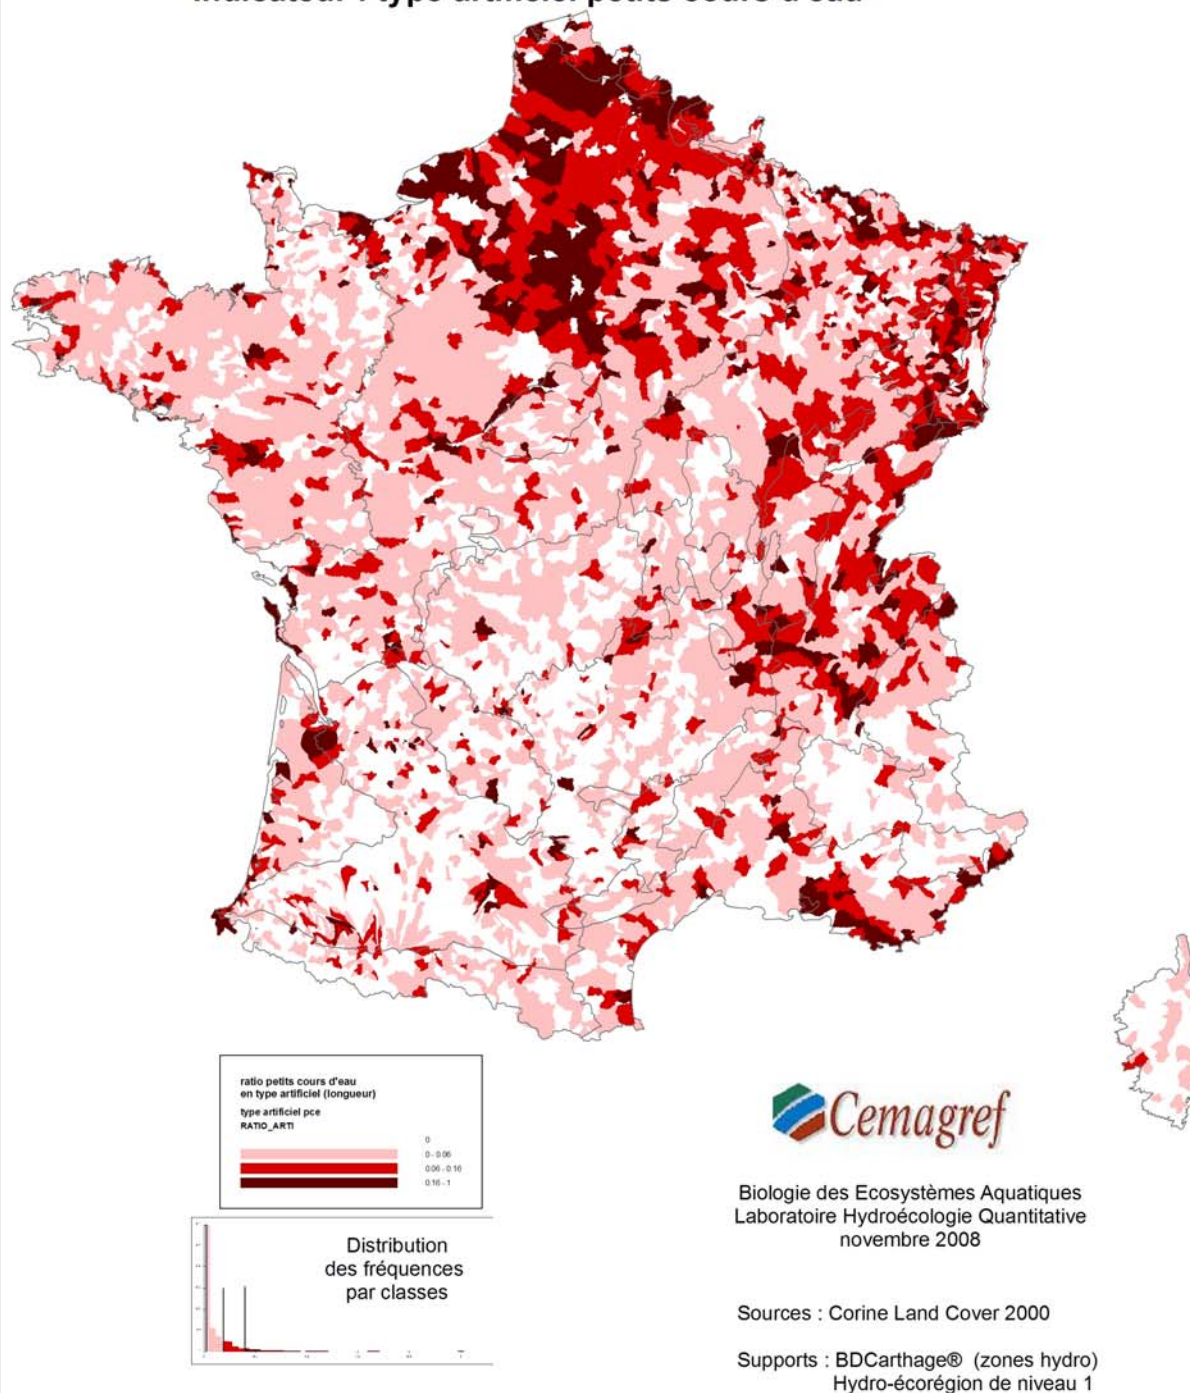 ratio petits cours d'eau
en type artificiel (longueur)
type artificiel pce
RATIO_ARTI
0
0 - 0.06
0.06 - 0.16
0.16 - 1
Distribution
des fréquences
par classes
Cemagref
Biologie des Ecosystèmes Aquatiques
Laboratoire Hydroécologie Quantitative
novembre 2008
Sources : Corine Land Cover 2000
Supports : BDCarthage® (zones hydro)
Hydro-écorégion de niveau 1